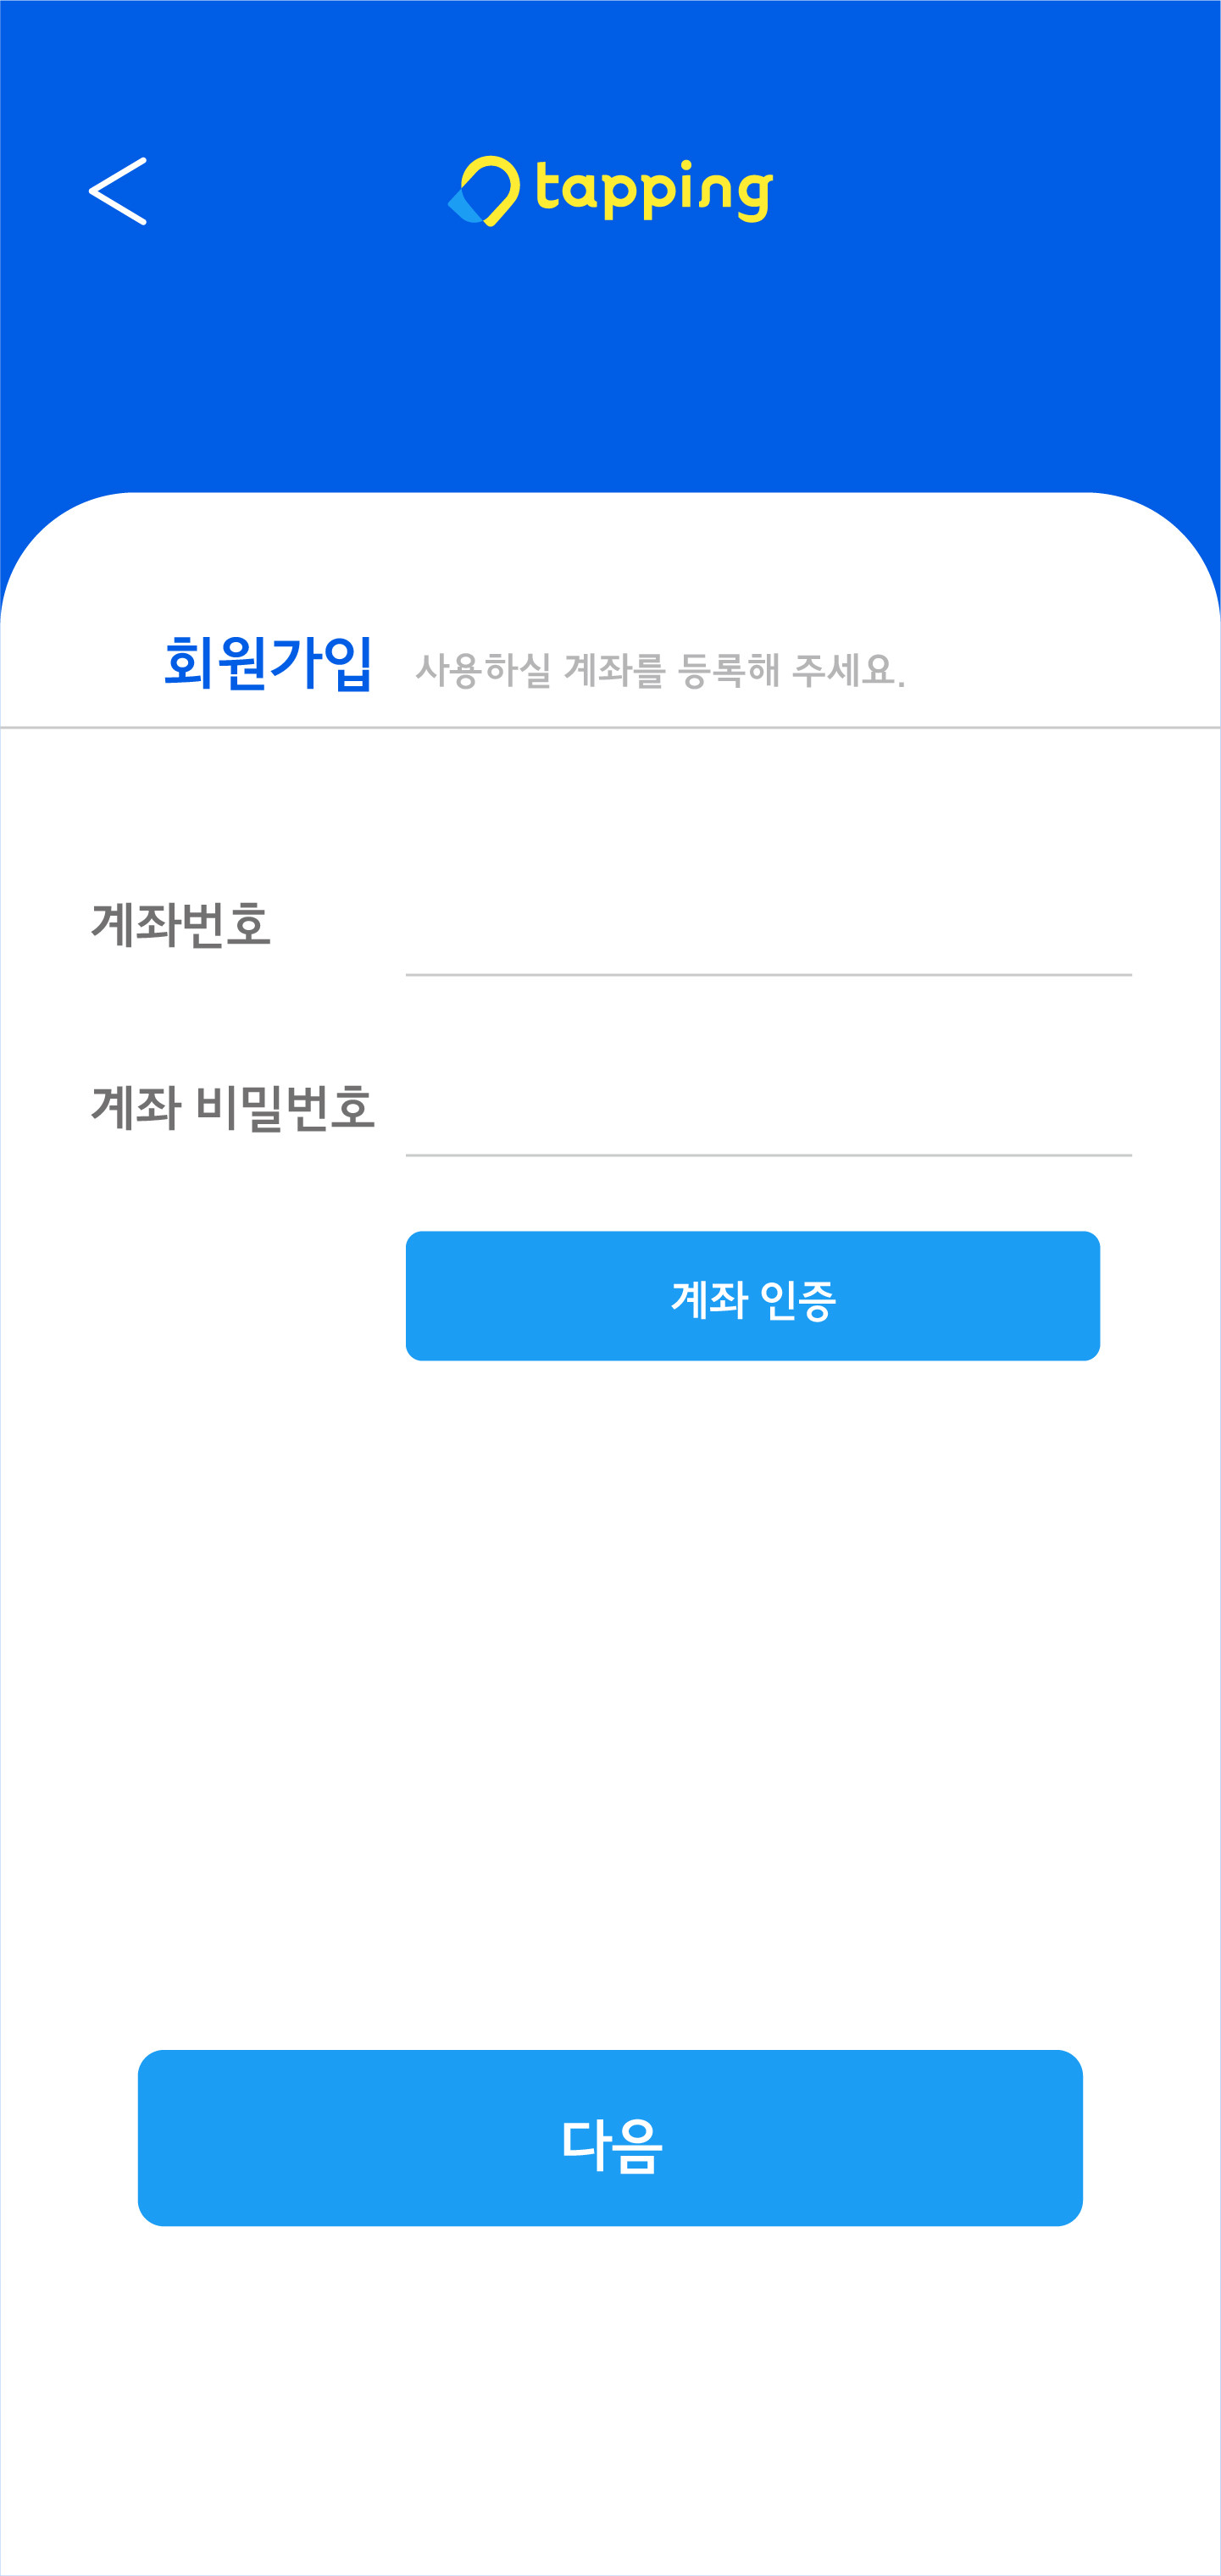 tapping
회원가입 사용하실 계좌를 등록해 주세요.
계좌번호
계좌 비밀번호
계좌 인증
다음